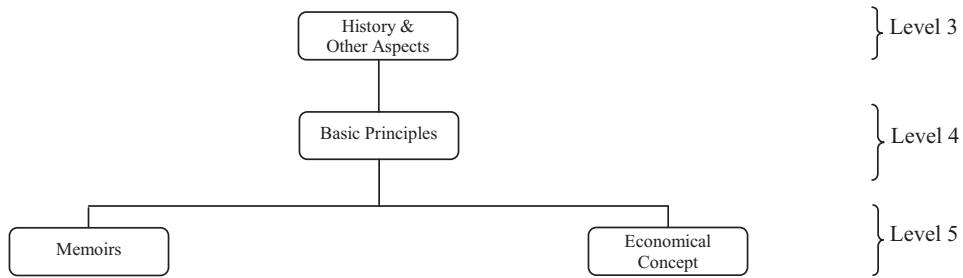 History &
Other Aspects
Level 3
Basic Principles
Level 4
Memoirs
Economical
Concept
Level 5